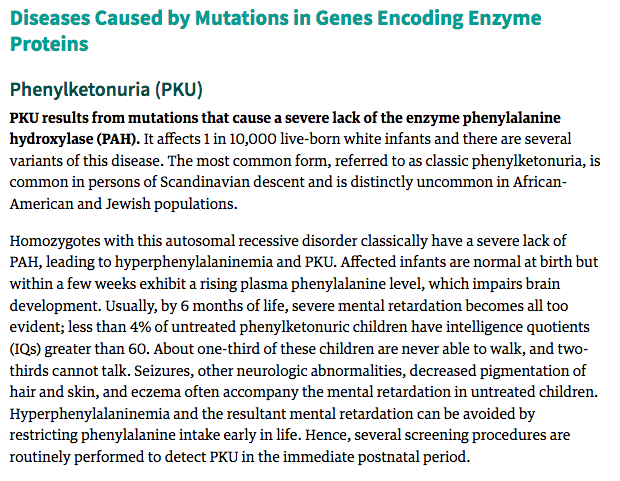 Diseases Caused by Mutations in Genes Encoding Enzyme
Proteins
Phenylketonuria (PKU)
PKU results from mutations that cause a severe lack of the enzyme phenylalanine
hydroxylase (PAH). It affects 1 in 10,000 live-born white infants and there are several
variants of this disease. The most common form, referred to as classic phenylketonuria, is
common in persons of Scandinavian descent and is distinctly uncommon in African-
American and Jewish populations.
Homozygotes with this autosomal recessive disorder classically have a severe lack of
PAH, leading to hyperphenylalaninemia and PKU. Affected infants are normal at birth but
within a few weeks exhibit a rising plasma phenylalanine level, which impairs brain
development. Usually, by 6 months of life, severe mental retardation becomes all too
evident; less than 4% of untreated phenylketonuric children have intelligence quotients
(IQs) greater than 60. About one-third of these children are never able to walk, and two-
thirds cannot talk. Seizures, other neurologic abnormalities, decreased pigmentation of
hair and skin, and eczema often accompany the mental retardation in untreated children.
Hyperphenylalaninemia and the resultant mental retardation can be avoided by
restricting phenylalanine intake early in life. Hence, several screening procedures are
routinely performed to detect PKU in the immediate postnatal period.